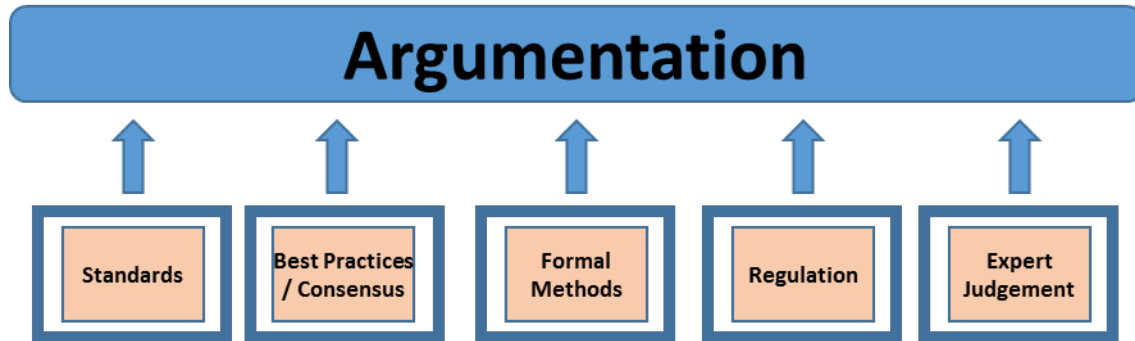 Argumentation
Standards
Best Practices
/ Consensus
Formal
Methods
Regulation
Expert
Judgement